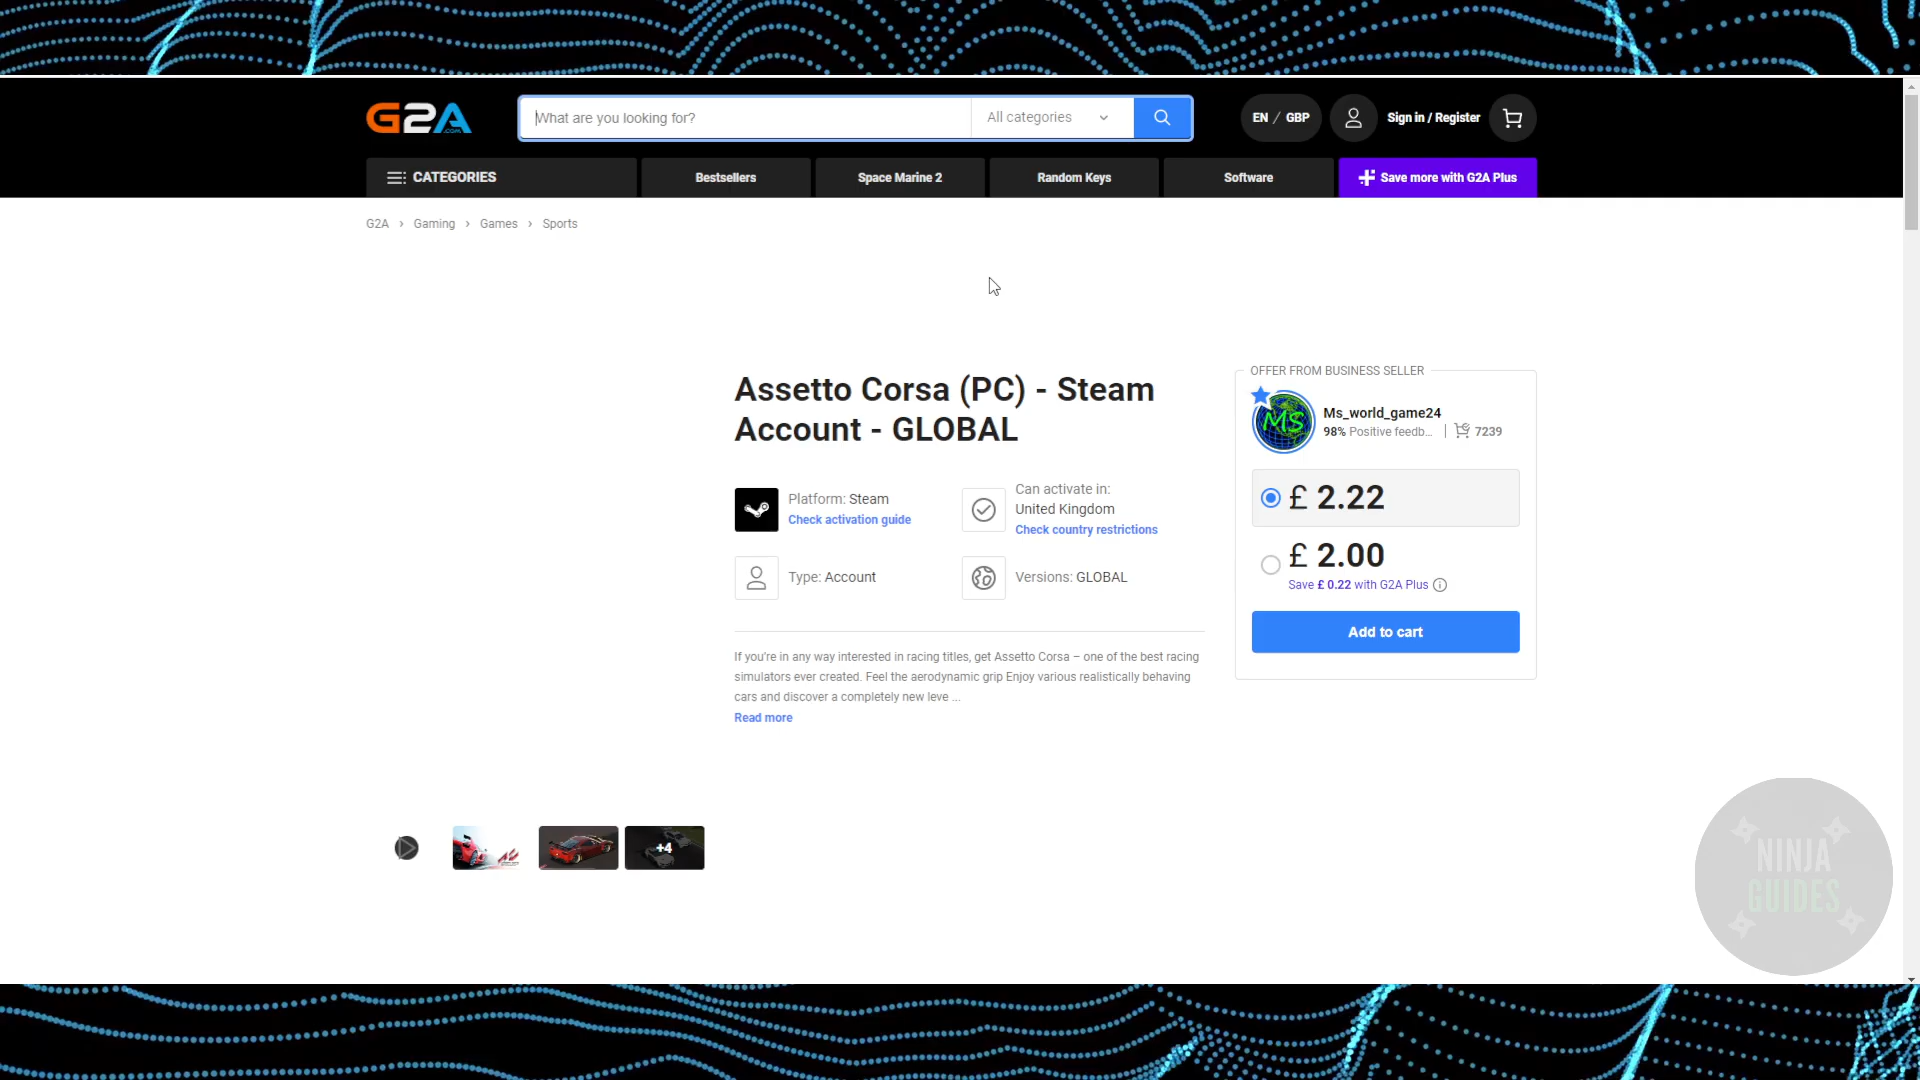 G2A.COM
What are you looking for?
All categories
EN / GBP
Sign in / Register
CATEGORIES
Bestsellers
Space Marine 2
Random Keys
Software
Save more with G2A Plus
G2A > Gaming > Games > Sports
Assetto Corsa (PC) - Steam
Account - GLOBAL
Platform: Steam
Check activation guide
Can activate in:
United Kingdom
Check country restrictions
Type: Account
Versions: GLOBAL
If you're in any way interested in racing titles, get Assetto Corsa – one of the best racing
simulators ever created. Feel the aerodynamic grip Enjoy various realistically behaving
cars and discover a completely new leve ...
Read more
OFFER FROM BUSINESS SELLER
MS
Ms_world_game24
98% Positive feedb... | 7239
£ 2.22
£ 2.00
Save £ 0.22 with G2A Plus
Add to cart
+4
NINJA
GUIDES